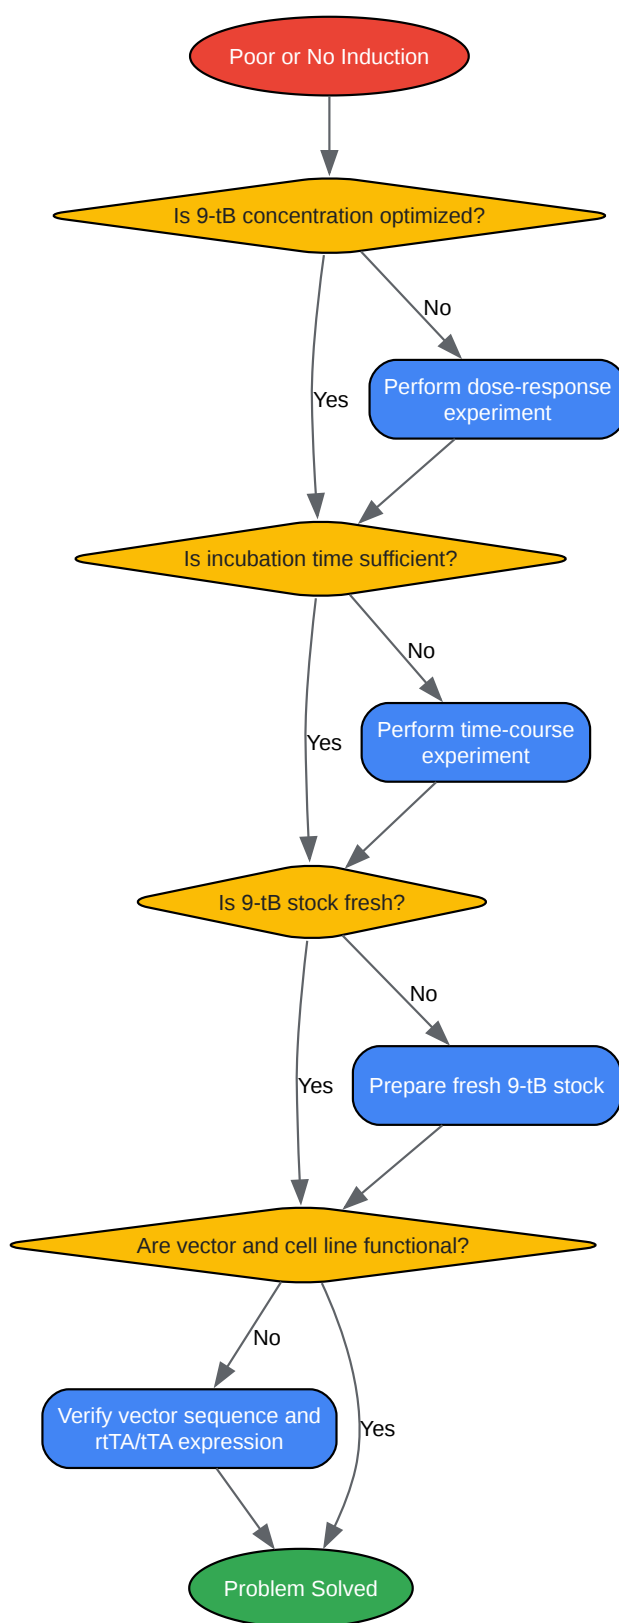 Poor or No Induction
Is 9-tB concentration optimized?
No
Yes
Perform dose-response
experiment
Is incubation time sufficient?
No
Yes
Perform time-course
experiment
Is 9-tB stock fresh?
No
Yes
Prepare fresh 9-tB stock
Are vector and cell line functional?
No
Verify vector sequence and
rtTA/tTA expression
Yes
Problem Solved